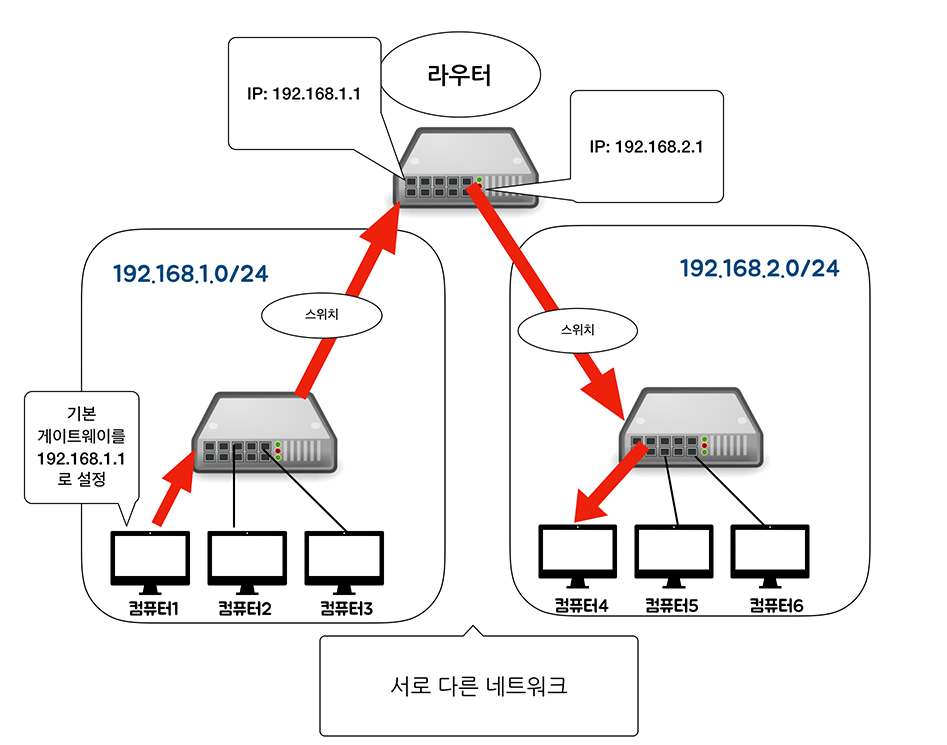 라우터
IP: 192.168.1.1
IP: 192.168.2.1
192.168.1.0/24
192.168.2.0/24
스위치
스위치
기본
게이트웨이를
192.168.1.1
로 설정
컴퓨터1
컴퓨터2
컴퓨터3
컴퓨터4
컴퓨터5
컴퓨터6
서로 다른 네트워크